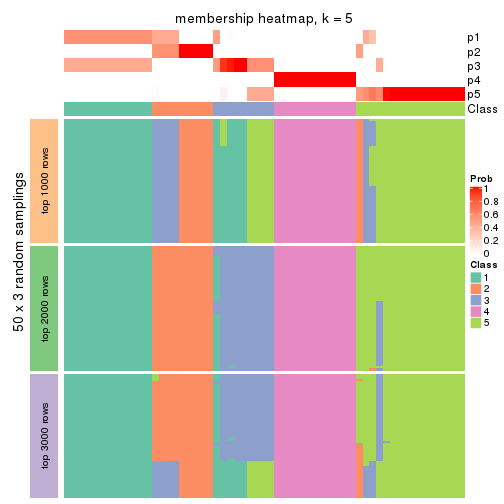 membership heatmap, k = 5
p1
p2
p3
p4
p5
Class
50 x 3 random samplings
top 1000 rows
top 2000 rows
top 3000 rows
Prob
1
0.8
0.6
0.4
0.2
0
Class
1
2
3
4
5